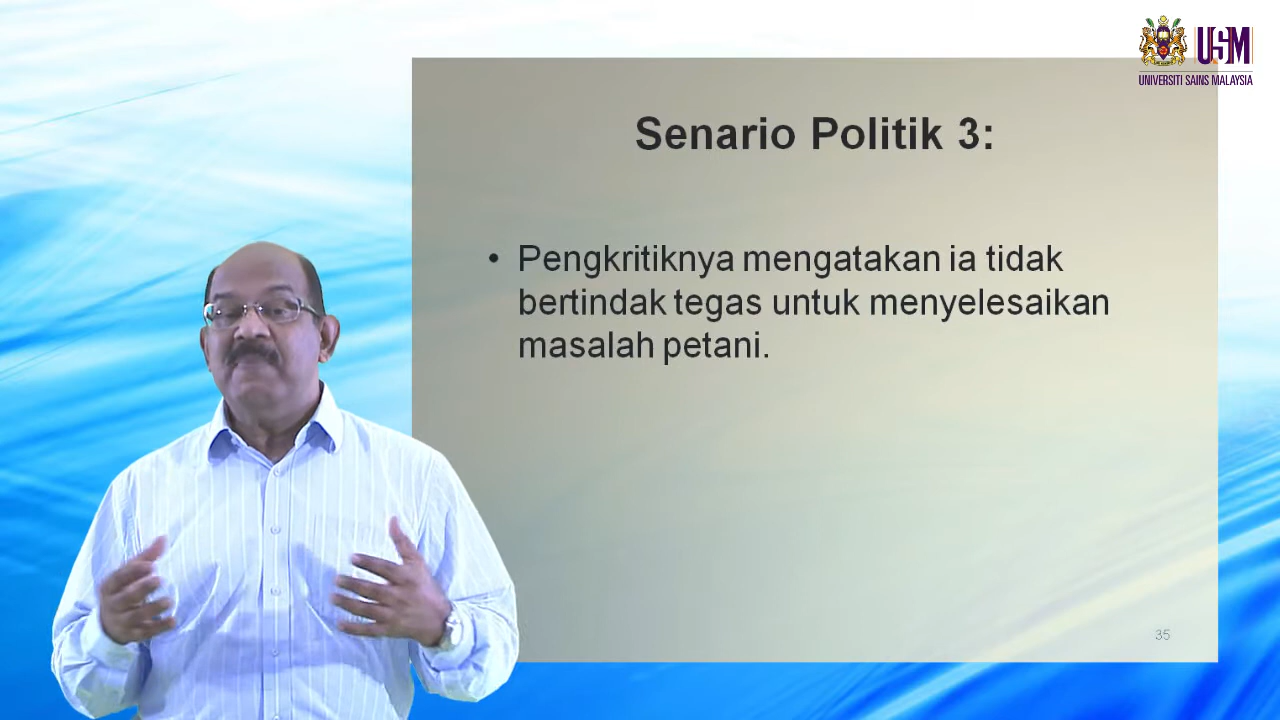 USM
UNIVERSITI SAINS MALAYSIA
Senario Politik 3:
• Pengkritiknya mengatakan ia tidak
bertindak tegas untuk menyelesaikan
masalah petani.
35